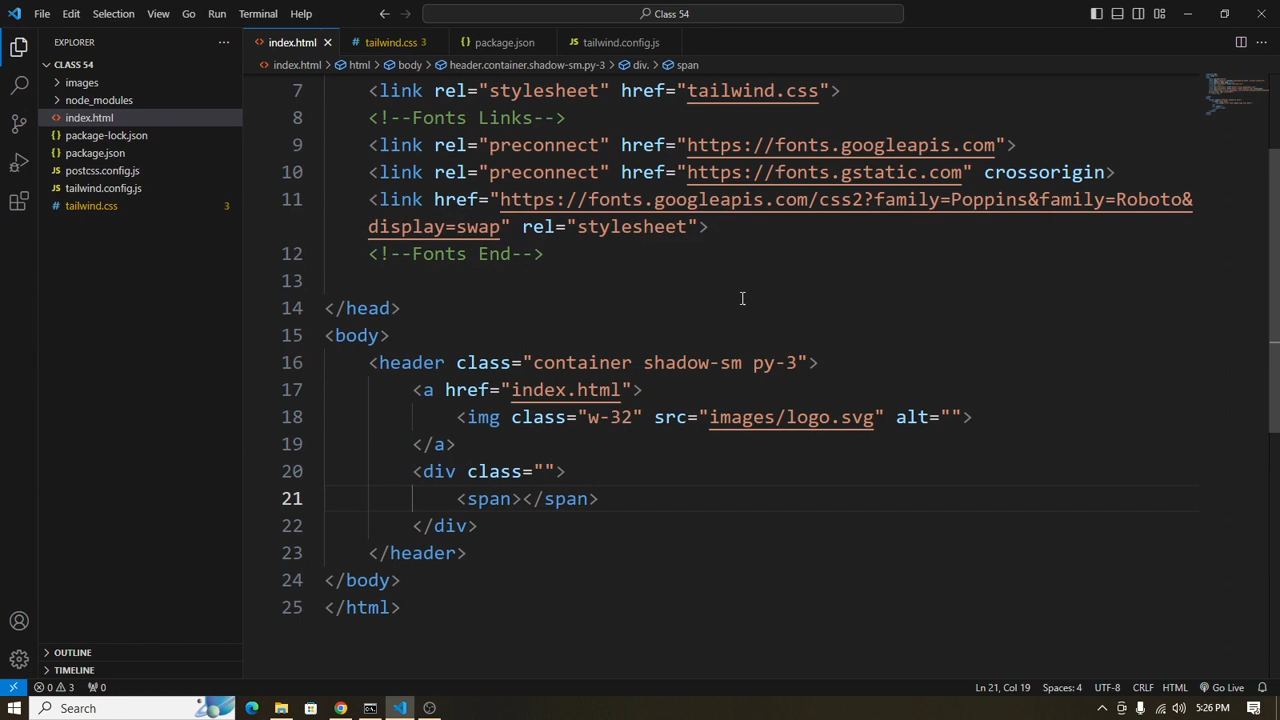 File Edit Selection View Go Run Terminal Help
Class 54
EXPLORER
index.html
tailwind.css 3
package.json
tailwind.config.js
CLASS 54
index.html > html > body > header.container.shadow-sm.py-3 > div. > span
images
node_modules
index.html
package-lock.json
package.json
postcss.config.js
tailwind.config.js
tailwind.css 3
7 <link rel="stylesheet" href="tailwind.css">
8 <!--Fonts Links-->
9 <link rel="preconnect" href="https://fonts.googleapis.com">
10 <link rel="preconnect" href="https://fonts.gstatic.com" crossorigin>
11 <link href="https://fonts.googleapis.com/css2?family=Poppins&family=Roboto&
display=swap" rel="stylesheet">
12 <!--Fonts End-->
13
14 </head>
15 <body>
16 <header class="container shadow-sm py-3">
17 <a href="index.html">
18 <img class="w-32" src="images/logo.svg" alt="">
19 </a>
20 <div class="">
21 <span></span>
22 </div>
23 </header>
24 </body>
25 </html>
OUTLINE
TIMELINE
0 3 0
Ln 21, Col 19 Spaces: 4 UTF-8 CRLF HTML Go Live
Search
5:26 PM